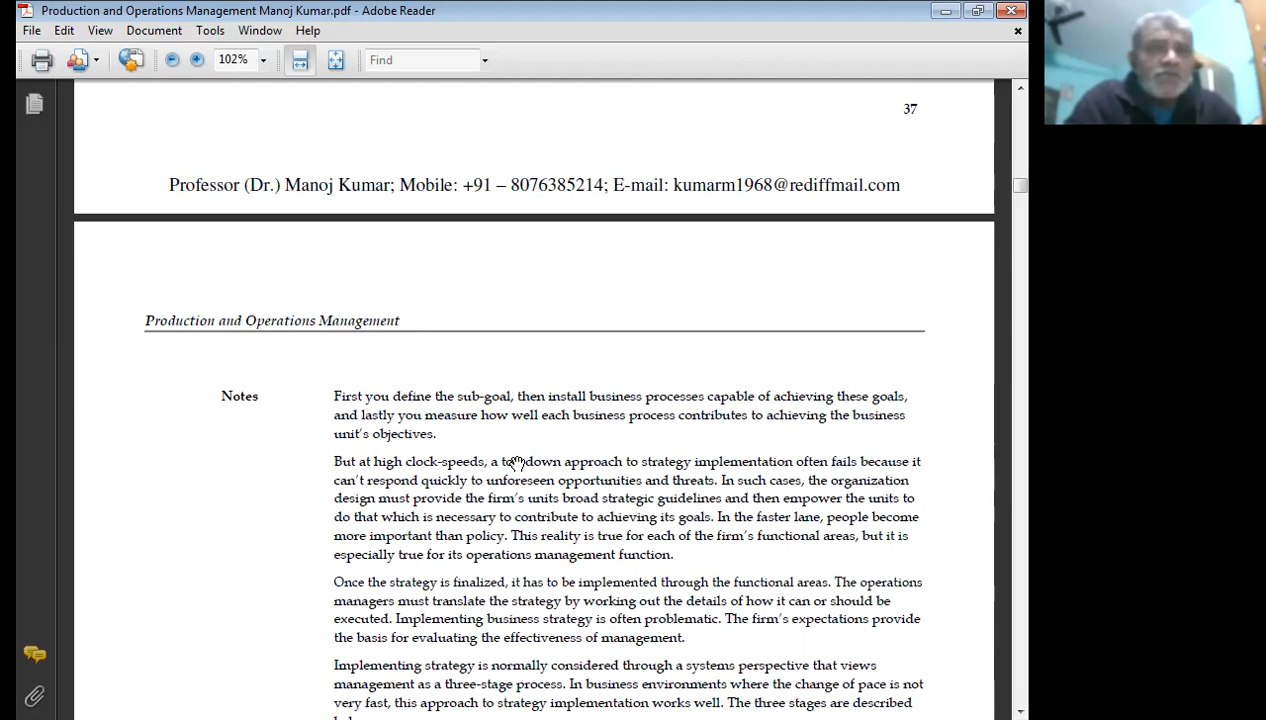 Production and Operations Management Manoj Kumar.pdf - Adobe Reader
File Edit View Document Tools Window Help
102% Find
37
Professor (Dr.) Manoj Kumar; Mobile: +91 – 8076385214; E-mail: kumarm1968@rediffmail.com
Production and Operations Management
Notes
First you define the sub-goal, then install business processes capable of achieving these goals,
and lastly you measure how well each business process contributes to achieving the business
unit's objectives.
But at high clock-speeds, a top-down approach to strategy implementation often fails because it
can't respond quickly to unforeseen opportunities and threats. In such cases, the organization
design must provide the firm's units broad strategic guidelines and then empower the units to
do that which is necessary to contribute to achieving its goals. In the faster lane, people become
more important than policy. This reality is true for each of the firm's functional areas, but it is
especially true for its operations management function.
Once the strategy is finalized, it has to be implemented through the functional areas. The operations
managers must translate the strategy by working out the details of how it can or should be
executed. Implementing business strategy is often problematic. The firm's expectations provide
the basis for evaluating the effectiveness of management.
Implementing strategy is normally considered through a systems perspective that views
management as a three-stage process. In business environments where the change of pace is not
very fast, this approach to strategy implementation works well. The three stages are described